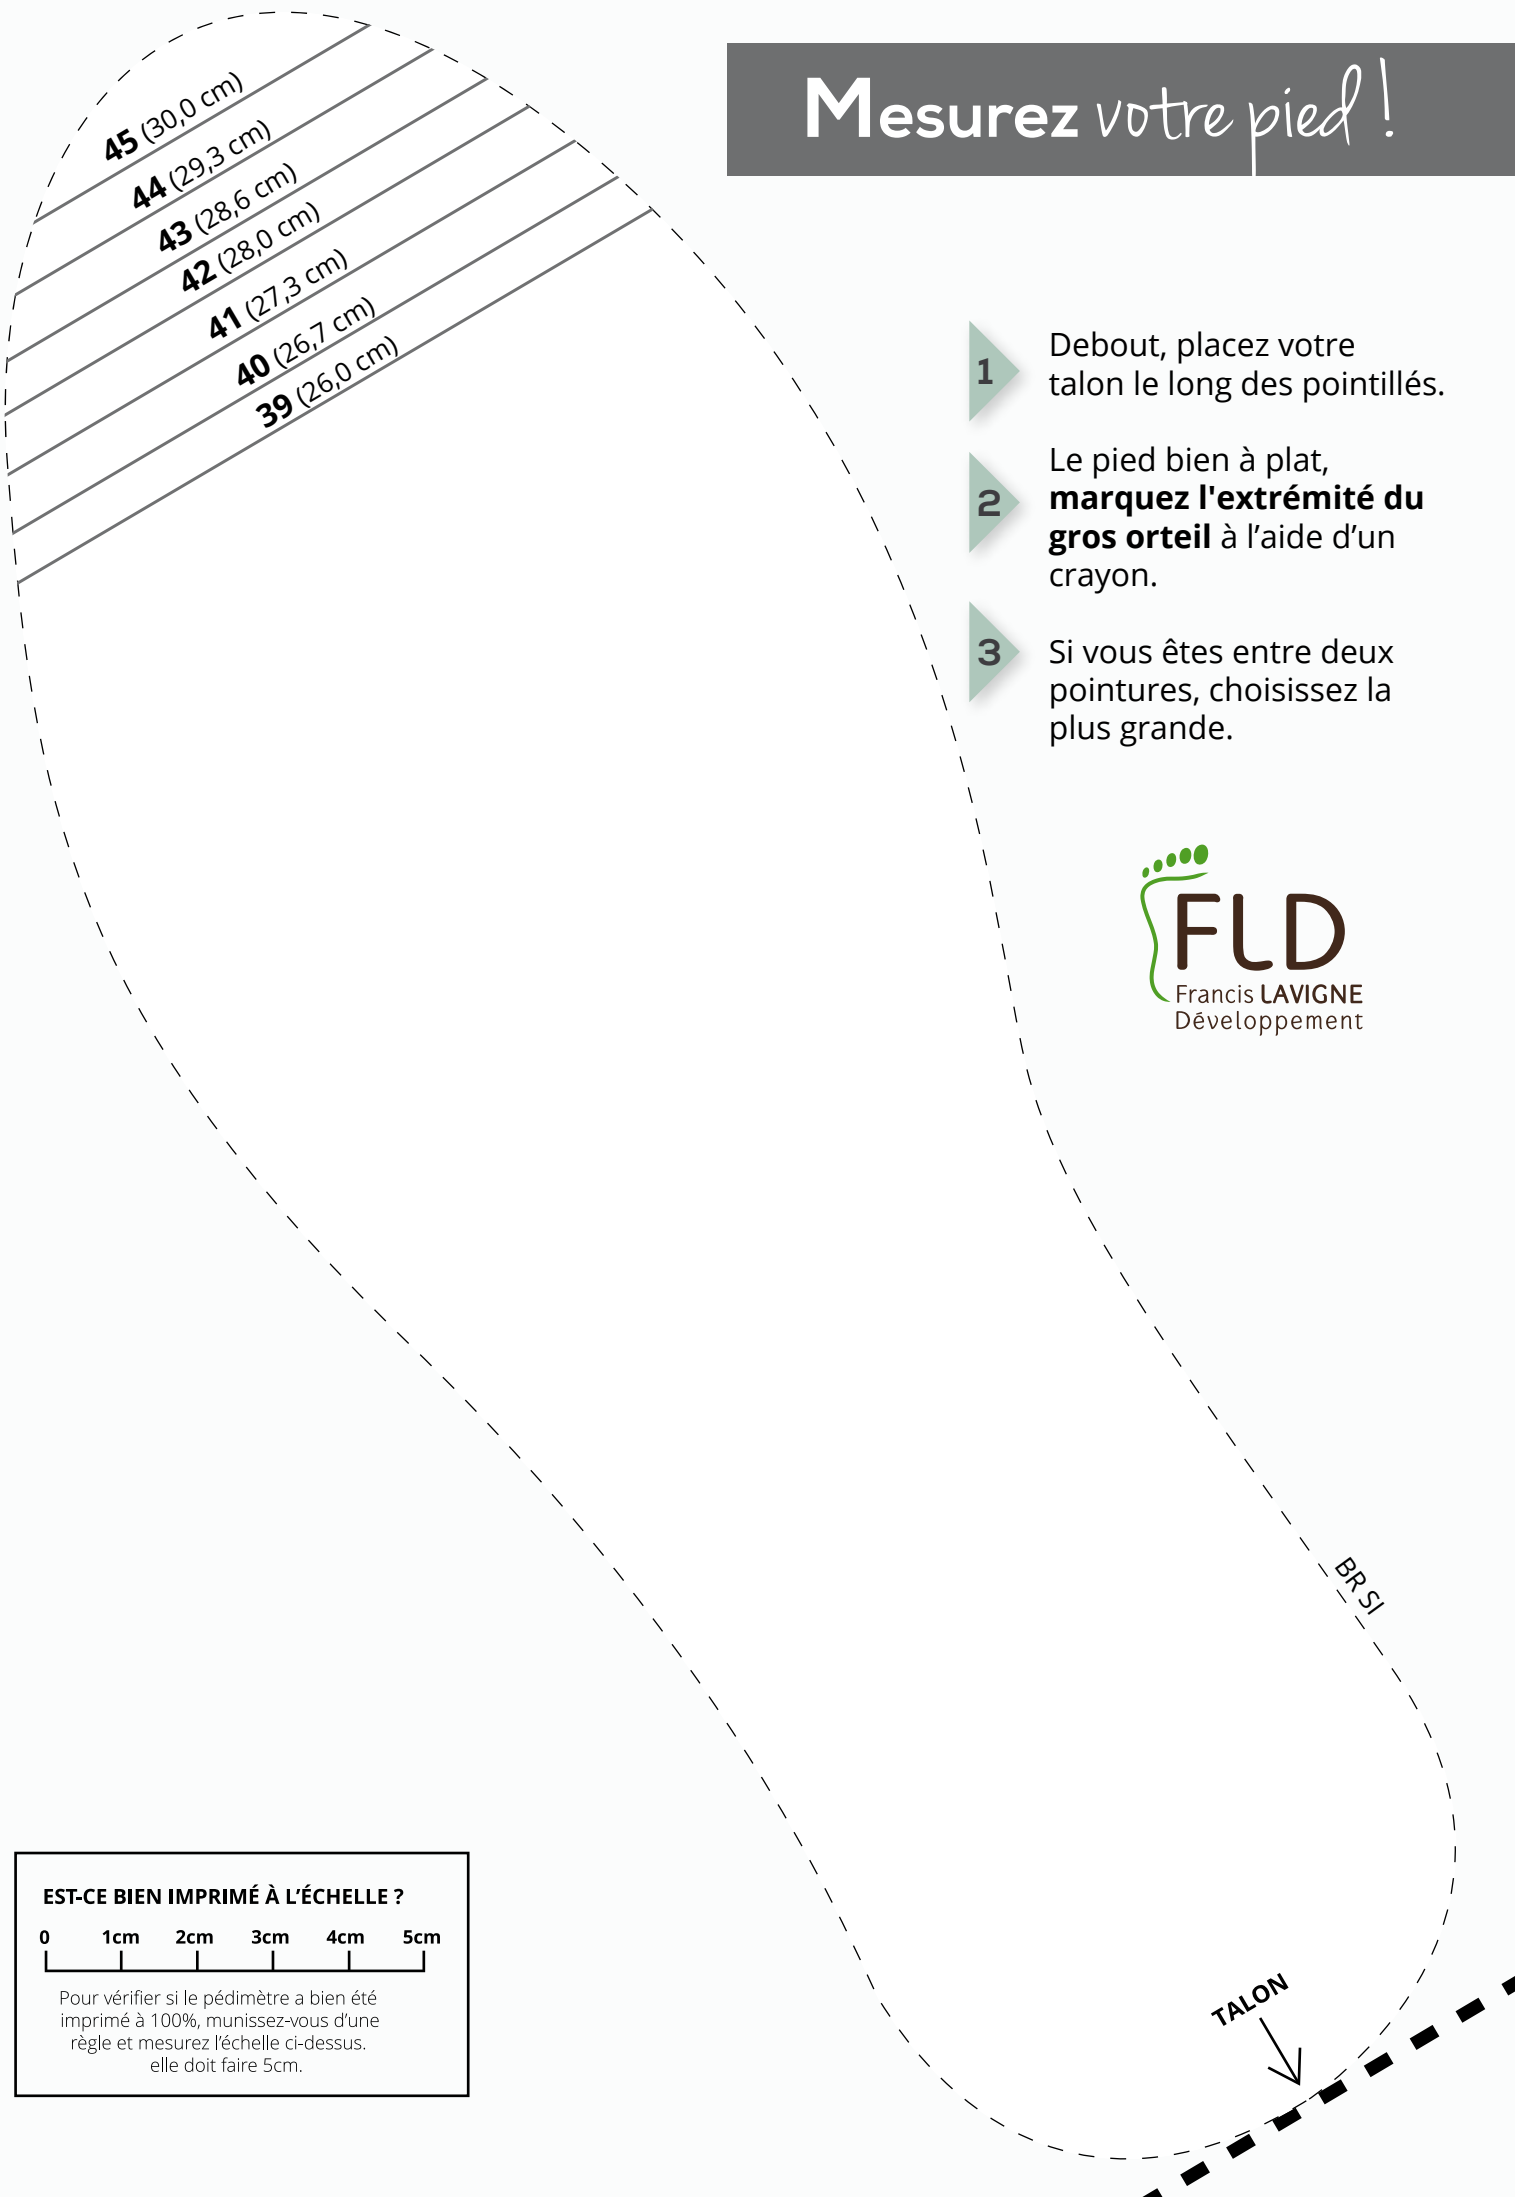 Mesurez votre pied !
45 (30,0 cm)
44 (29,3 cm)
43 (28,6 cm)
42 (28,0 cm)
41 (27,3 cm)
40 (26,7 cm)
39 (26,0 cm)
1
Debout, placez votre
talon le long des pointillés.
2
Le pied bien à plat,
marquez l'extrémité du
gros orteil à l’aide d’un
crayon.
3
Si vous êtes entre deux
pointures, choisissez la
plus grande.
FLD
Francis LAVIGNE
Développement
BR SI
EST-CE BIEN IMPRIMÉ À L’ÉCHELLE ?
0 1cm 2cm 3cm 4cm 5cm
Pour vérifier si le pédimètre a bien été
imprimé à 100%, munissez-vous d’une
règle et mesurez l’échelle ci-dessus.
elle doit faire 5cm.
TALON